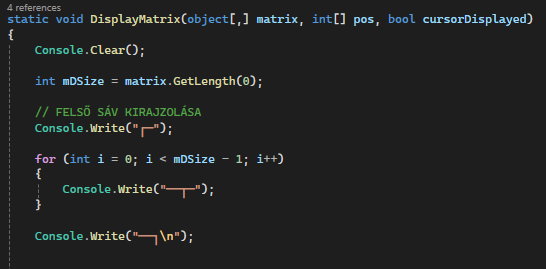 4 references
static void DisplayMatrix(object[,] matrix, int[] pos, bool cursorDisplayed)
{
Console.Clear();
int mDSize = matrix.GetLength(0);
// FELSŐ SÁV KIRAJZOLÁSA
Console.Write("┌─");
for (int i = 0; i < mDSize - 1; i++)
{
Console.Write("──┬─");
}
Console.Write("──┐\n");